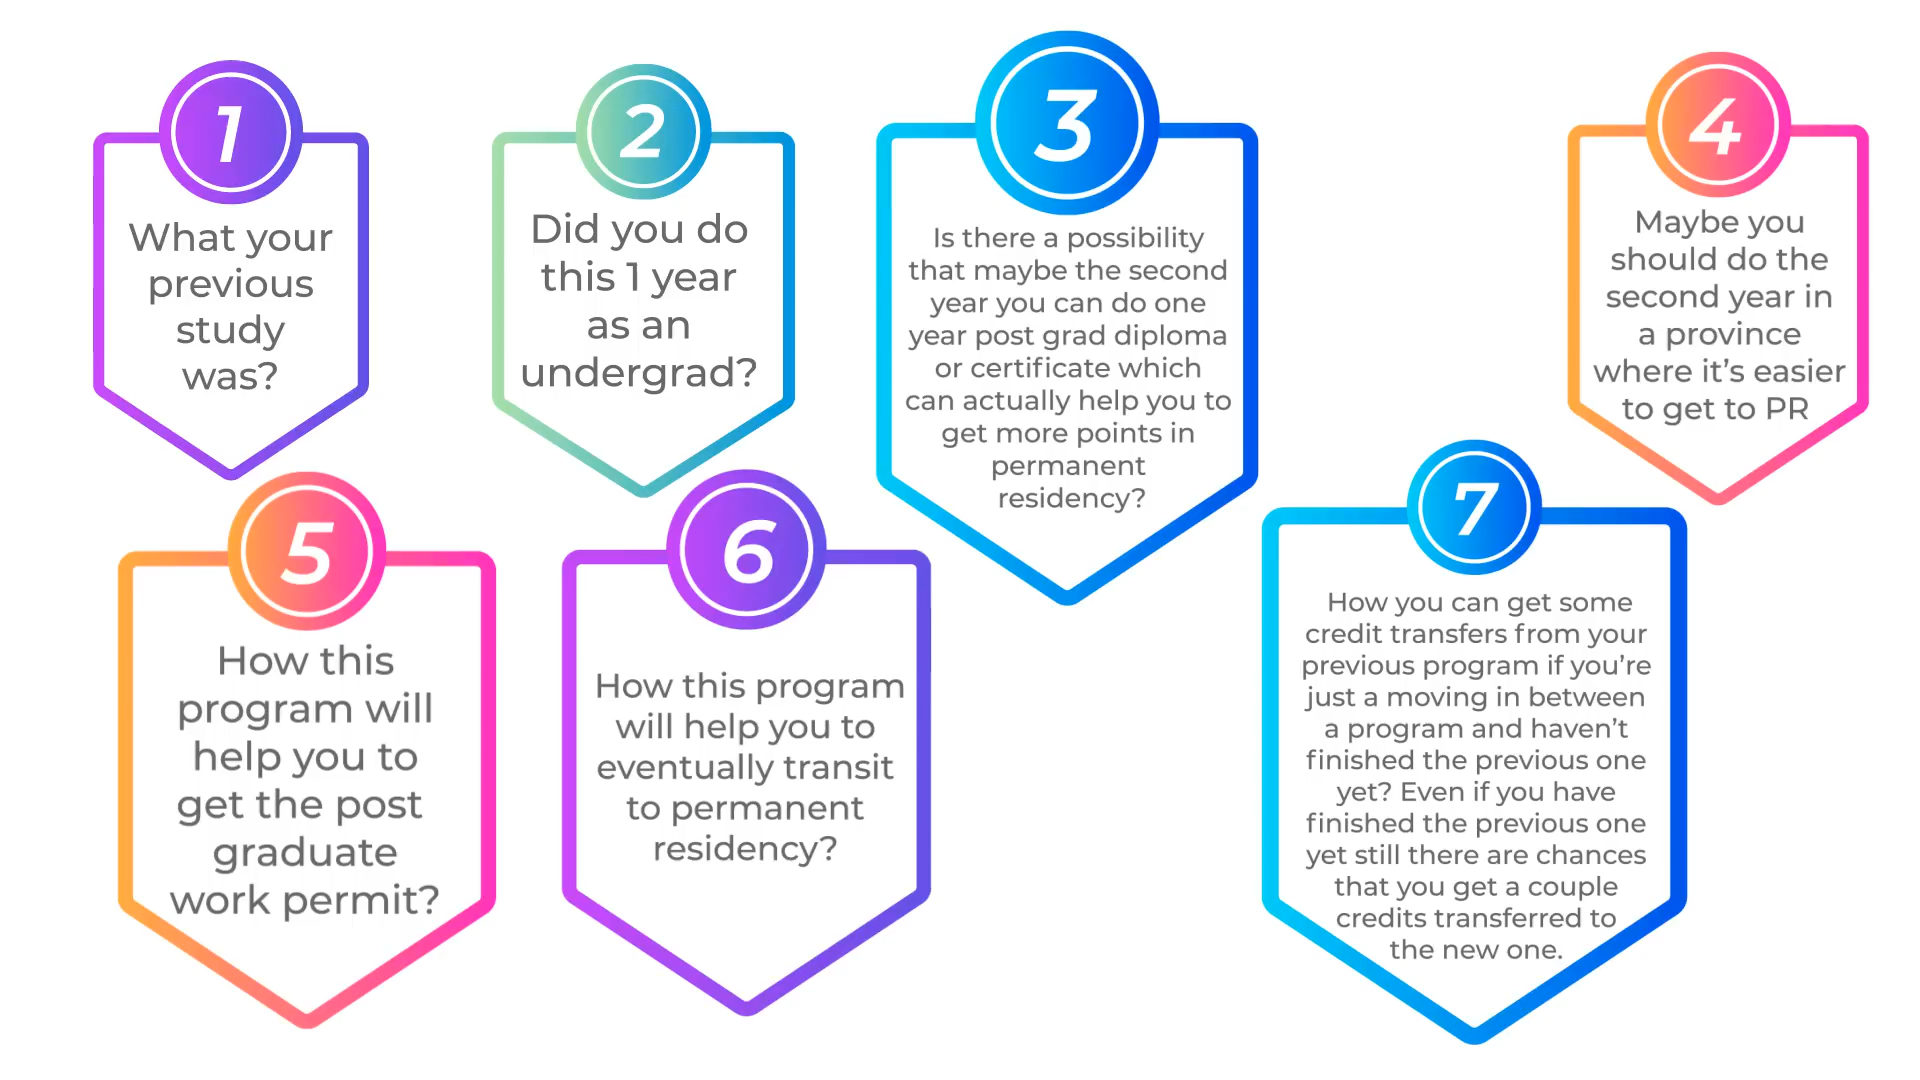 1
What your
previous
study
was?
2
Did you do
this 1 year
as an
undergrad?
3
Is there a possibility
that maybe the second
year you can do one
year post grad diploma
or certificate which
can actually help you to
get more points in
permanent
residency?
4
Maybe you
should do the
second year in
a province
where it’s easier
to get to PR
5
How this
program will
help you to
get the post
graduate
work permit?
6
How this program
will help you to
eventually transit
to permanent
residency?
7
How you can get some
credit transfers from your
previous program if you’re
just a moving in between
a program and haven’t
finished the previous one
yet? Even if you have
finished the previous one
yet still there are chances
that you get a couple
credits transferred to
the new one.